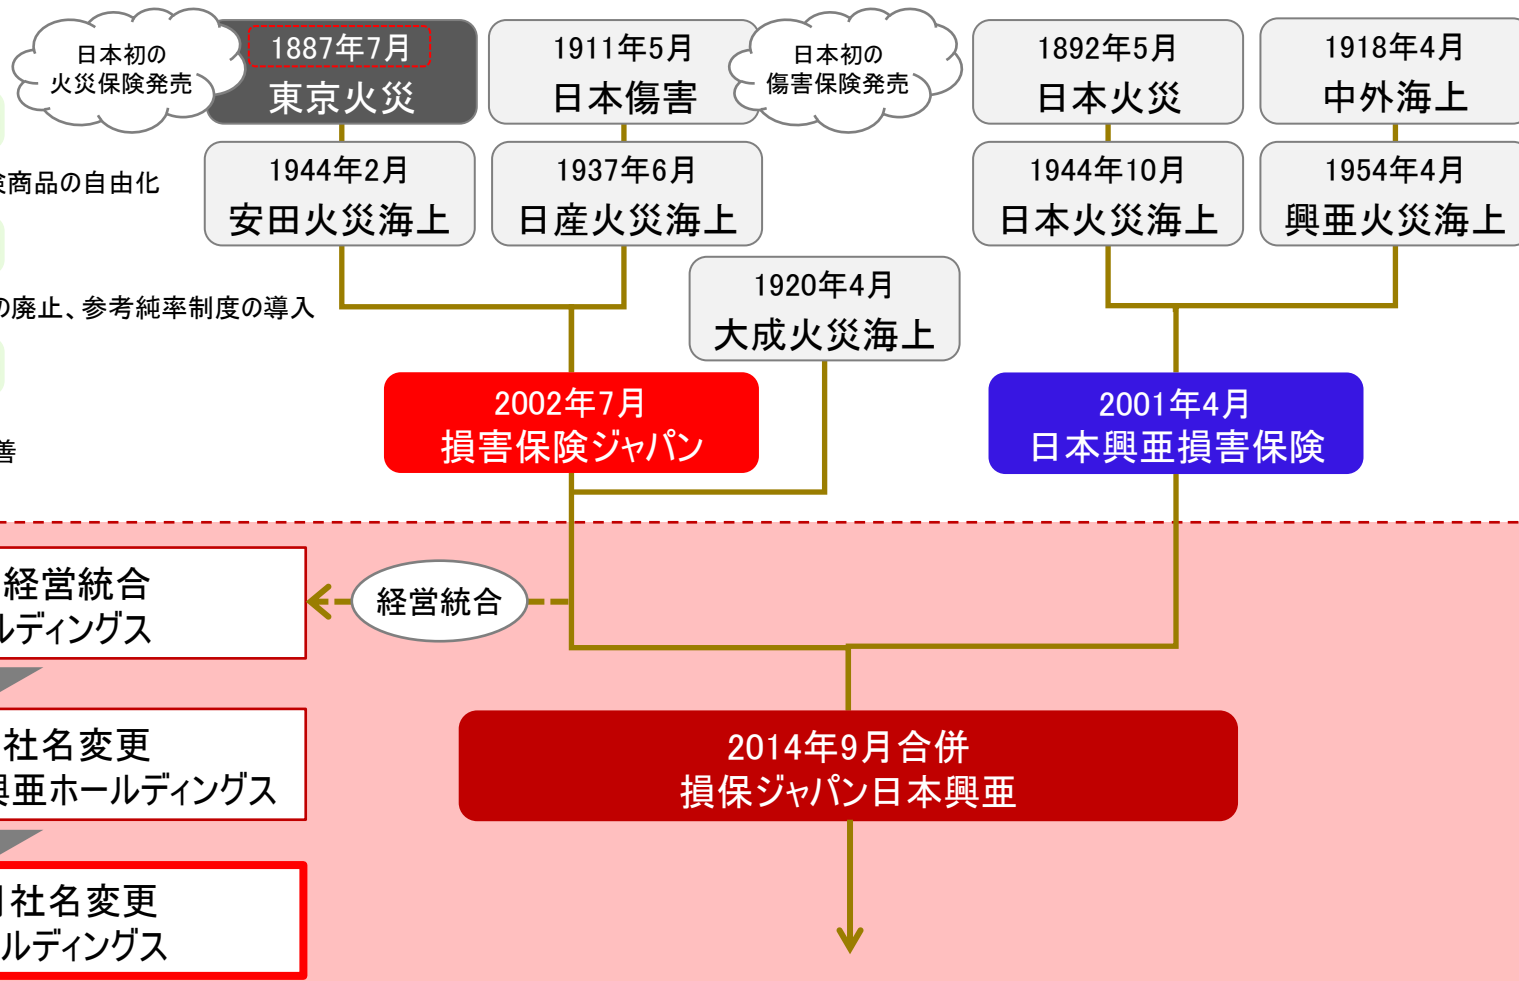 日本初の
火災保険発売
1887年7月
東京火災
1911年5月
日本傷害
日本初の
傷害保険発売
1892年5月
日本火災
1918年4月
中外海上
1944年2月
安田火災海上
1937年6月
日産火災海上
1944年10月
日本火災海上
1954年4月
興亜火災海上
商品の自由化
の廃止、参考純率制度の導入
1920年4月
大成火災海上
2002年7月
損害保険ジャパン
2001年4月
日本興亜損害保険
善
経営統合
ルディングス
経営統合
社名変更
興亜ホールディングス
2014年9月合併
損保ジャパン日本興亜
社名変更
ルディングス